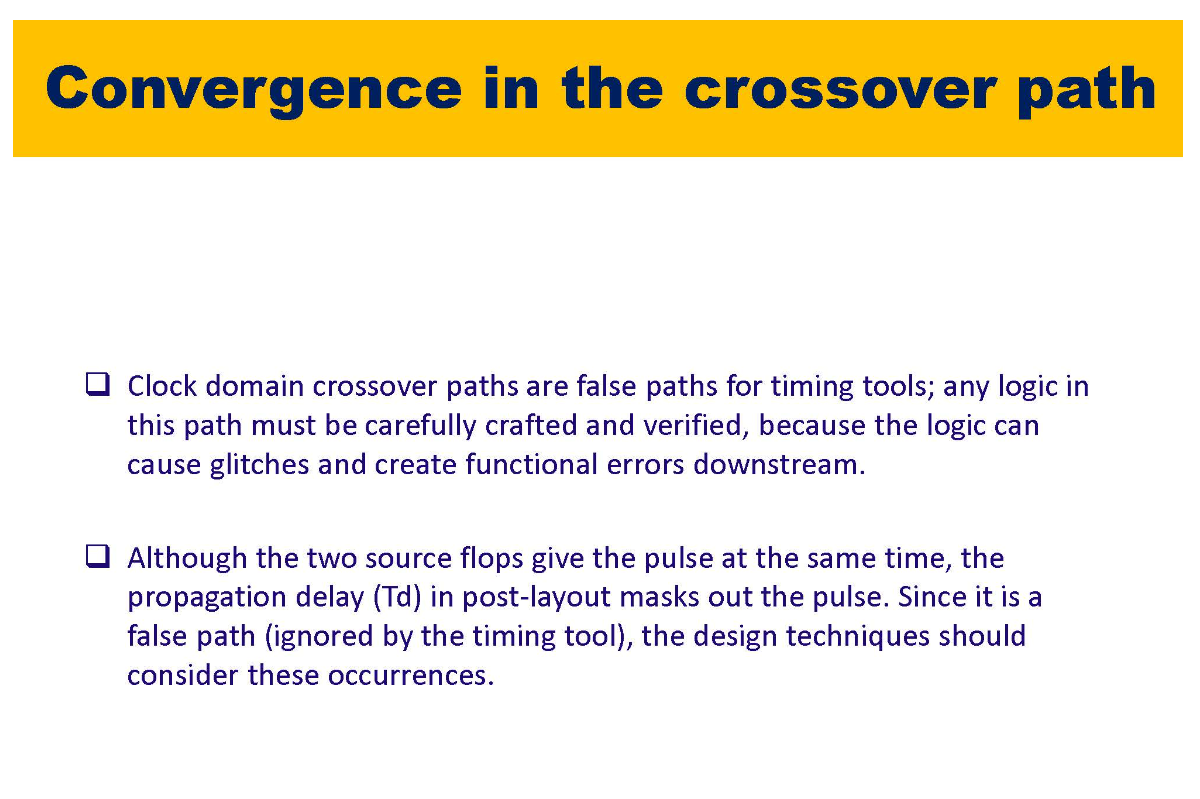 Convergence in the crossover path
❑ Clock domain crossover paths are false paths for timing tools; any logic in
this path must be carefully crafted and verified, because the logic can
cause glitches and create functional errors downstream.
❑ Although the two source flops give the pulse at the same time, the
propagation delay (Td) in post-layout masks out the pulse. Since it is a
false path (ignored by the timing tool), the design techniques should
consider these occurrences.